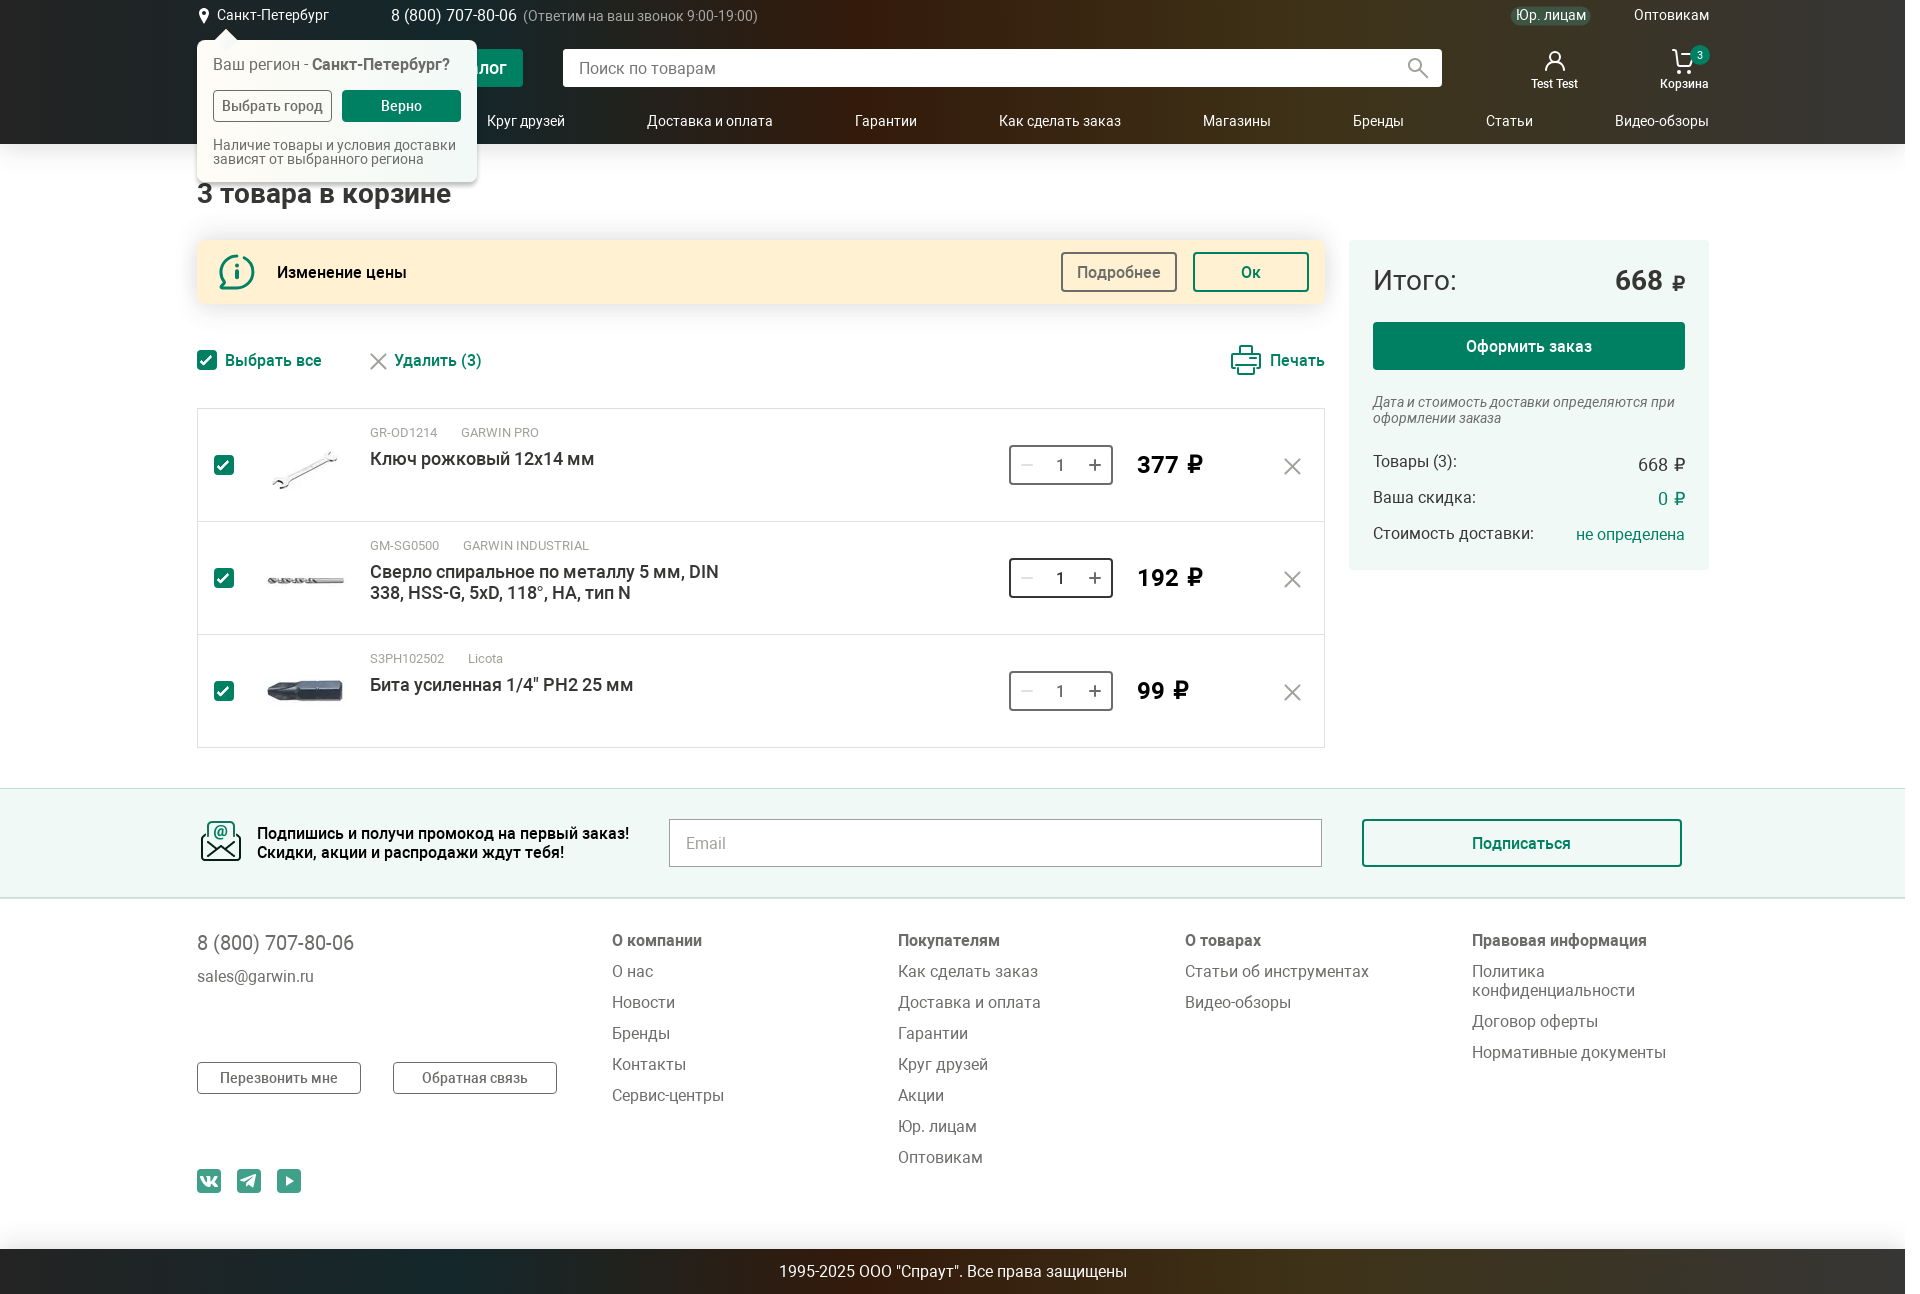 Санкт-Петербург
8 (800) 707-80-06 (Ответим на ваш звонок 9:00-19:00)
Юр. лицам
Оптовикам
Ваш регион - Санкт-Петербург?
Выбрать город
Верно
Наличие товары и условия доставки
зависят от выбранного региона
лог
Поиск по товарам
Test Test
3
Корзина
Круг друзей
Доставка и оплата
Гарантии
Как сделать заказ
Магазины
Бренды
Статьи
Видео-обзоры
3 товара в корзине
Изменение цены
Подробнее
Ок
Выбрать все
Удалить (3)
Печать
GR-OD1214 GARWIN PRO
Ключ рожковый 12х14 мм
1
377 ₽
GM-SG0500 GARWIN INDUSTRIAL
Сверло спиральное по металлу 5 мм, DIN
338, HSS-G, 5xD, 118°, HA, тип N
1
192 ₽
S3PH102502 Licota
Бита усиленная 1/4" PH2 25 мм
1
99 ₽
Итого: 668 ₽
Оформить заказ
Дата и стоимость доставки определяются при
оформлении заказа
Товары (3): 668 ₽
Ваша скидка: 0 ₽
Стоимость доставки: не определена
Подпишись и получи промокод на первый заказ!
Скидки, акции и распродажи ждут тебя!
Email
Подписаться
8 (800) 707-80-06
sales@garwin.ru
Перезвонить мне
Обратная связь
О компании
О нас
Новости
Бренды
Контакты
Сервис-центры
Покупателям
Как сделать заказ
Доставка и оплата
Гарантии
Круг друзей
Акции
Юр. лицам
Оптовикам
О товарах
Статьи об инструментах
Видео-обзоры
Правовая информация
Политика
конфиденциальности
Договор оферты
Нормативные документы
1995-2025 ООО "Спраут". Все права защищены